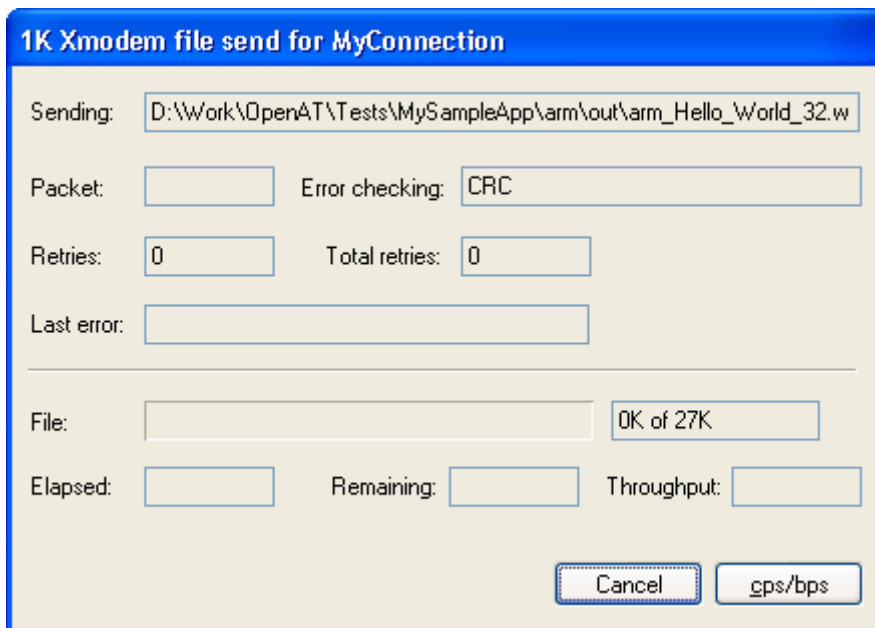 1K Xmodem file send for MyConnection
Sending: D:\Work\OpenAT\Tests\MySampleApp\arm\out\arm_Hello_World_32.w
Packet: Error checking: CRC
Retries: 0 Total retries: 0
Last error:
File: 0K of 27K
Elapsed: Remaining: Throughput:
Cancel cps/bps